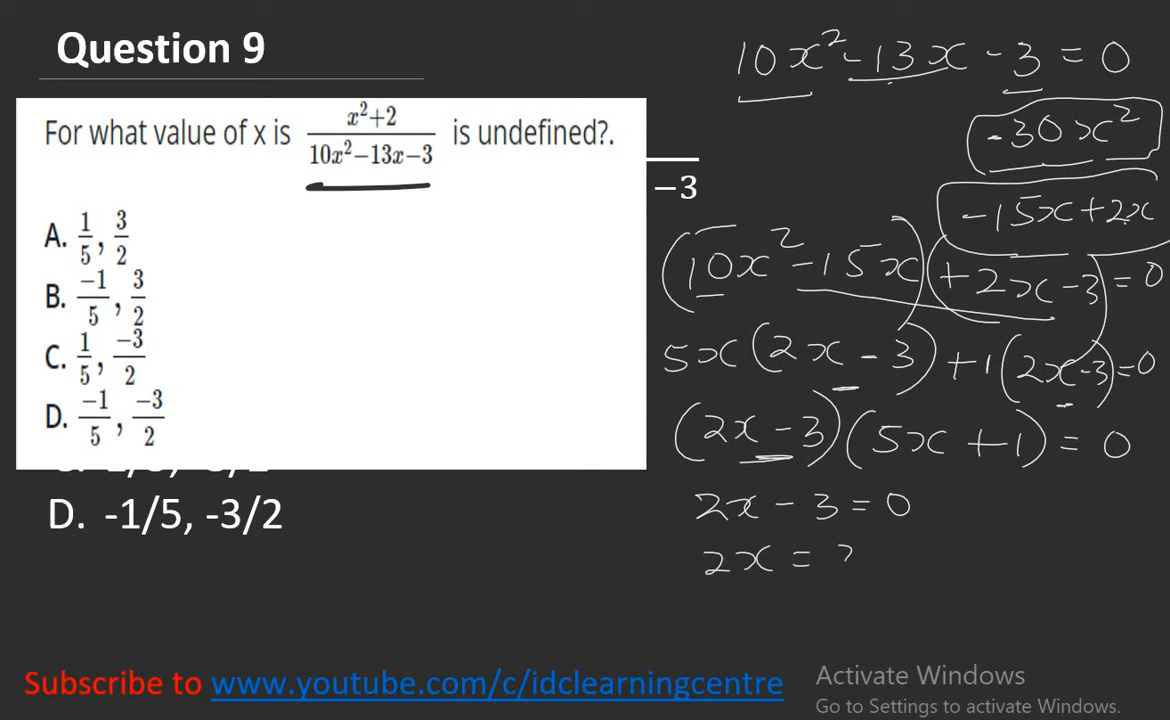 Question 9
For what value of x is (x²+2)/(10x²−13x−3) is undefined?.
A. 1/5, 3/2
B. −1/5, 3/2
C. 1/5, −3/2
D. −1/5, −3/2
D. -1/5, -3/2
−3
10x² - 13x - 3 = 0
-30x²
-15x + 2x
(10x² - 15x)(+2x - 3) = 0
5x(2x - 3) + 1(2x - 3) = 0
(2x - 3)(5x + 1) = 0
2x - 3 = 0
2x =
Subscribe to www.youtube.com/c/idclearningcentre
Activate Windows
Go to Settings to activate Windows.